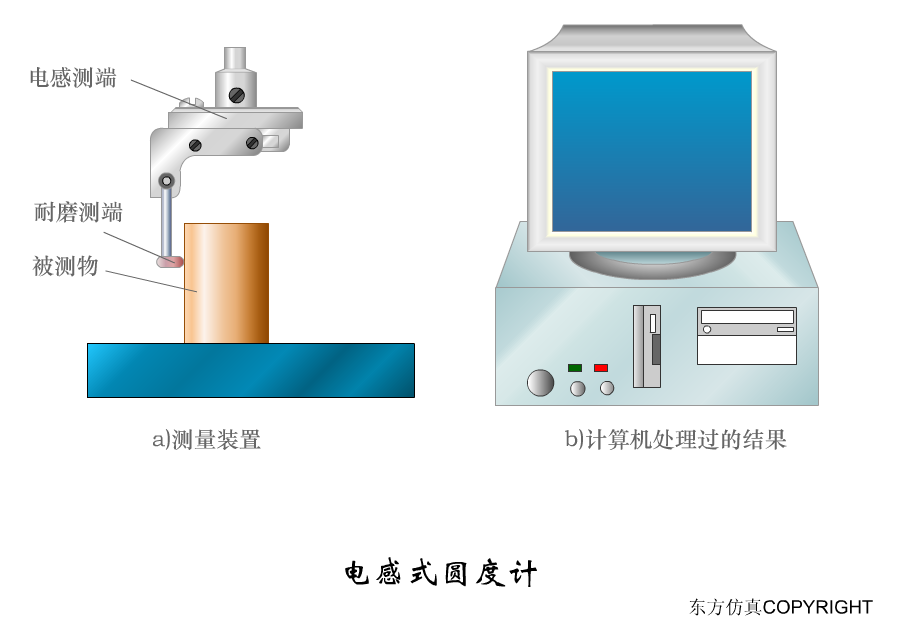 电感测端
耐磨测端
被测物
a)测量装置
b)计算机处理过的结果
电感式圆度计
东方仿真COPYRIGHT